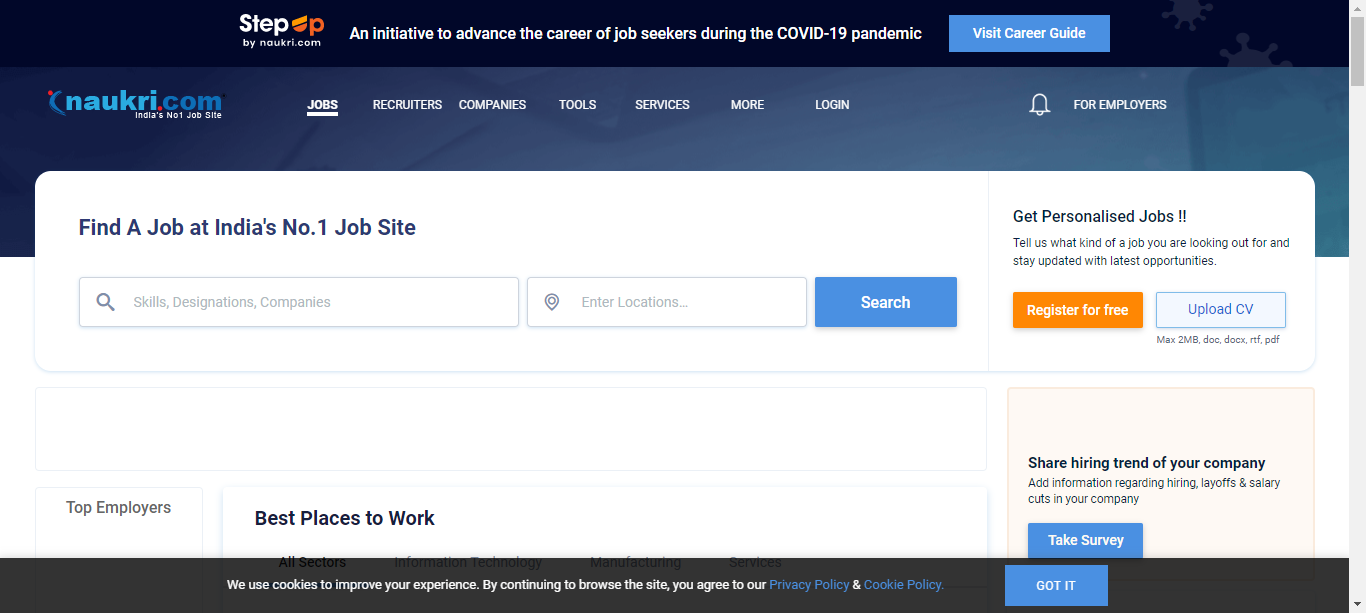 StepUp
by naukri.com
An initiative to advance the career of job seekers during the COVID-19 pandemic
Visit Career Guide
naukri.com
India's No1 Job Site
JOBS
RECRUITERS
COMPANIES
TOOLS
SERVICES
MORE
LOGIN
FOR EMPLOYERS
Find A Job at India's No.1 Job Site
Skills, Designations, Companies
Enter Locations...
Search
Get Personalised Jobs !!
Tell us what kind of a job you are looking out for and
stay updated with latest opportunities.
Register for free
Upload CV
Max 2MB, doc, docx, rtf, pdf
Share hiring trend of your company
Add information regarding hiring, layoffs & salary
cuts in your company
Take Survey
Top Employers
Best Places to Work
All Sectors
Information Technology
Manufacturing
Services
We use cookies to improve your experience. By continuing to browse the site, you agree to our Privacy Policy & Cookie Policy.
GOT IT